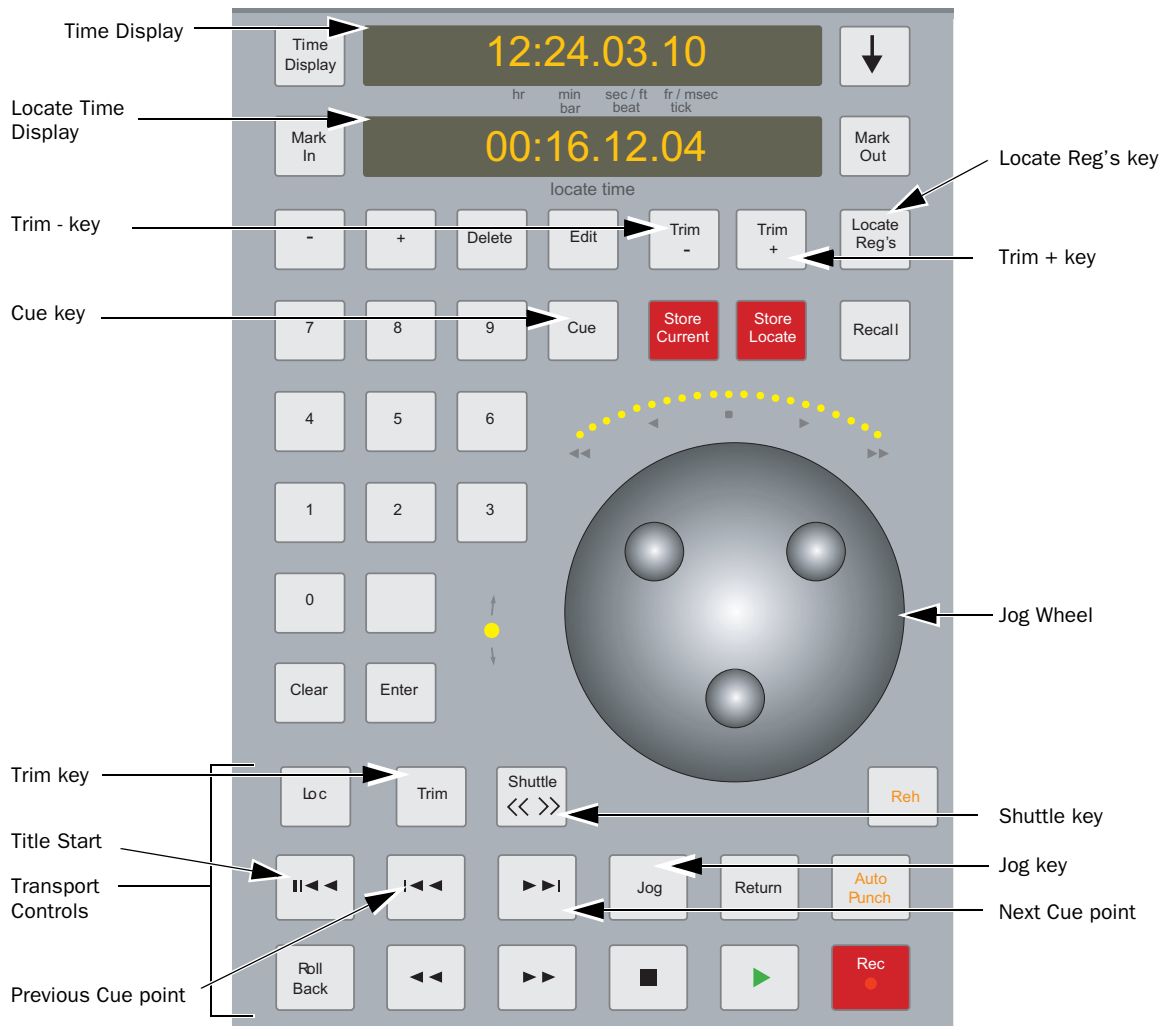 Time Display
Time
Display
12:24.03.10
hr min sec / ft fr / msec
bar beat tick
Locate Time
Display
Mark
In
00:16.12.04
Mark
Out
locate time
Locate Reg's key
Trim - key
-
+
Delete
Edit
Trim
-
Trim
+
Locate
Reg's
Trim + key
Cue key
7
8
9
Cue
Store
Current
Store
Locate
Recall
4
5
6
1
2
3
0
Jog Wheel
Clear
Enter
Trim key
Loc
Trim
Shuttle
<< >>
Reh
Shuttle key
Title Start
Jog key
Transport
Controls
Jog
Return
Auto
Punch
Next Cue point
Roll
Back
Rec
Previous Cue point